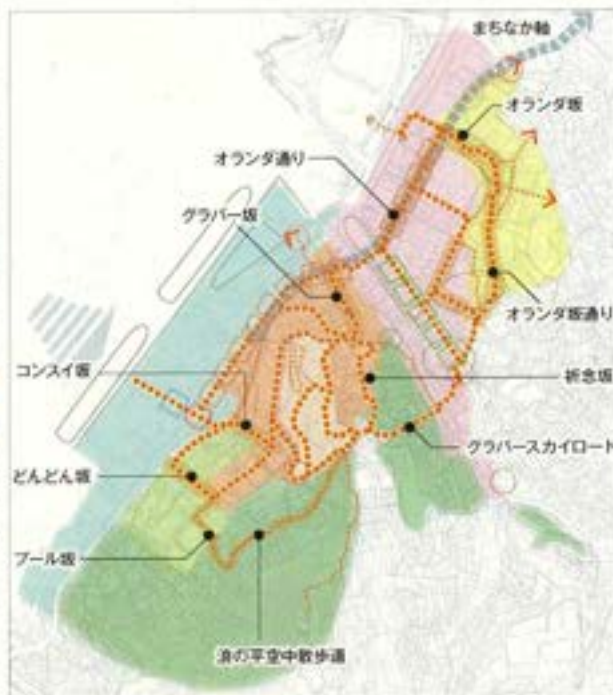 まちなか軸
オランダ坂
オランダ通り
グラバー坂
オランダ坂通り
コンスイ坂
祈念坂
グラバースカイロード
どんどん坂
プール坂
浪の平空中散歩道